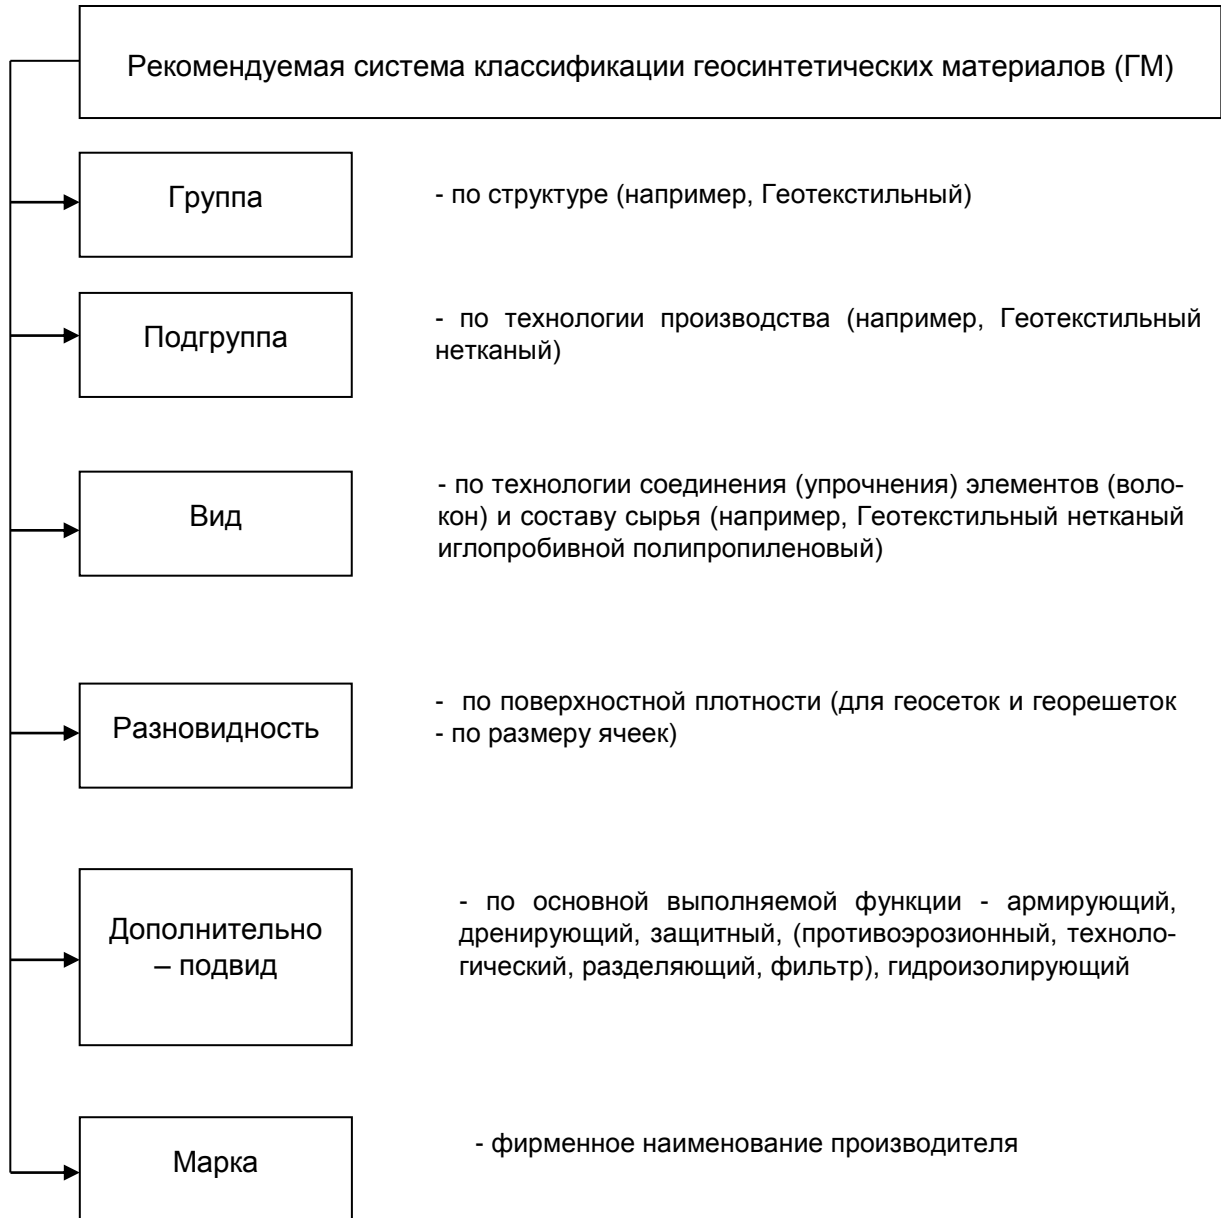 Рекомендуемая система классификации геосинтетических материалов (ГМ)
Группа
- по структуре (например, Геотекстильный)
Подгруппа
- по технологии производства (например, Геотекстильный
нетканый)
Вид
- по технологии соединения (упрочнения) элементов (воло-
кон) и составу сырья (например, Геотекстильный нетканый
иглопробивной полипропиленовый)
Разновидность
- по поверхностной плотности (для геосеток и георешеток
- по размеру ячеек)
Дополнительно
– подвид
- по основной выполняемой функции - армирующий,
дренирующий, защитный, (противоэрозионный, техноло-
гический, разделяющий, фильтр), гидроизолирующий
Марка
- фирменное наименование производителя